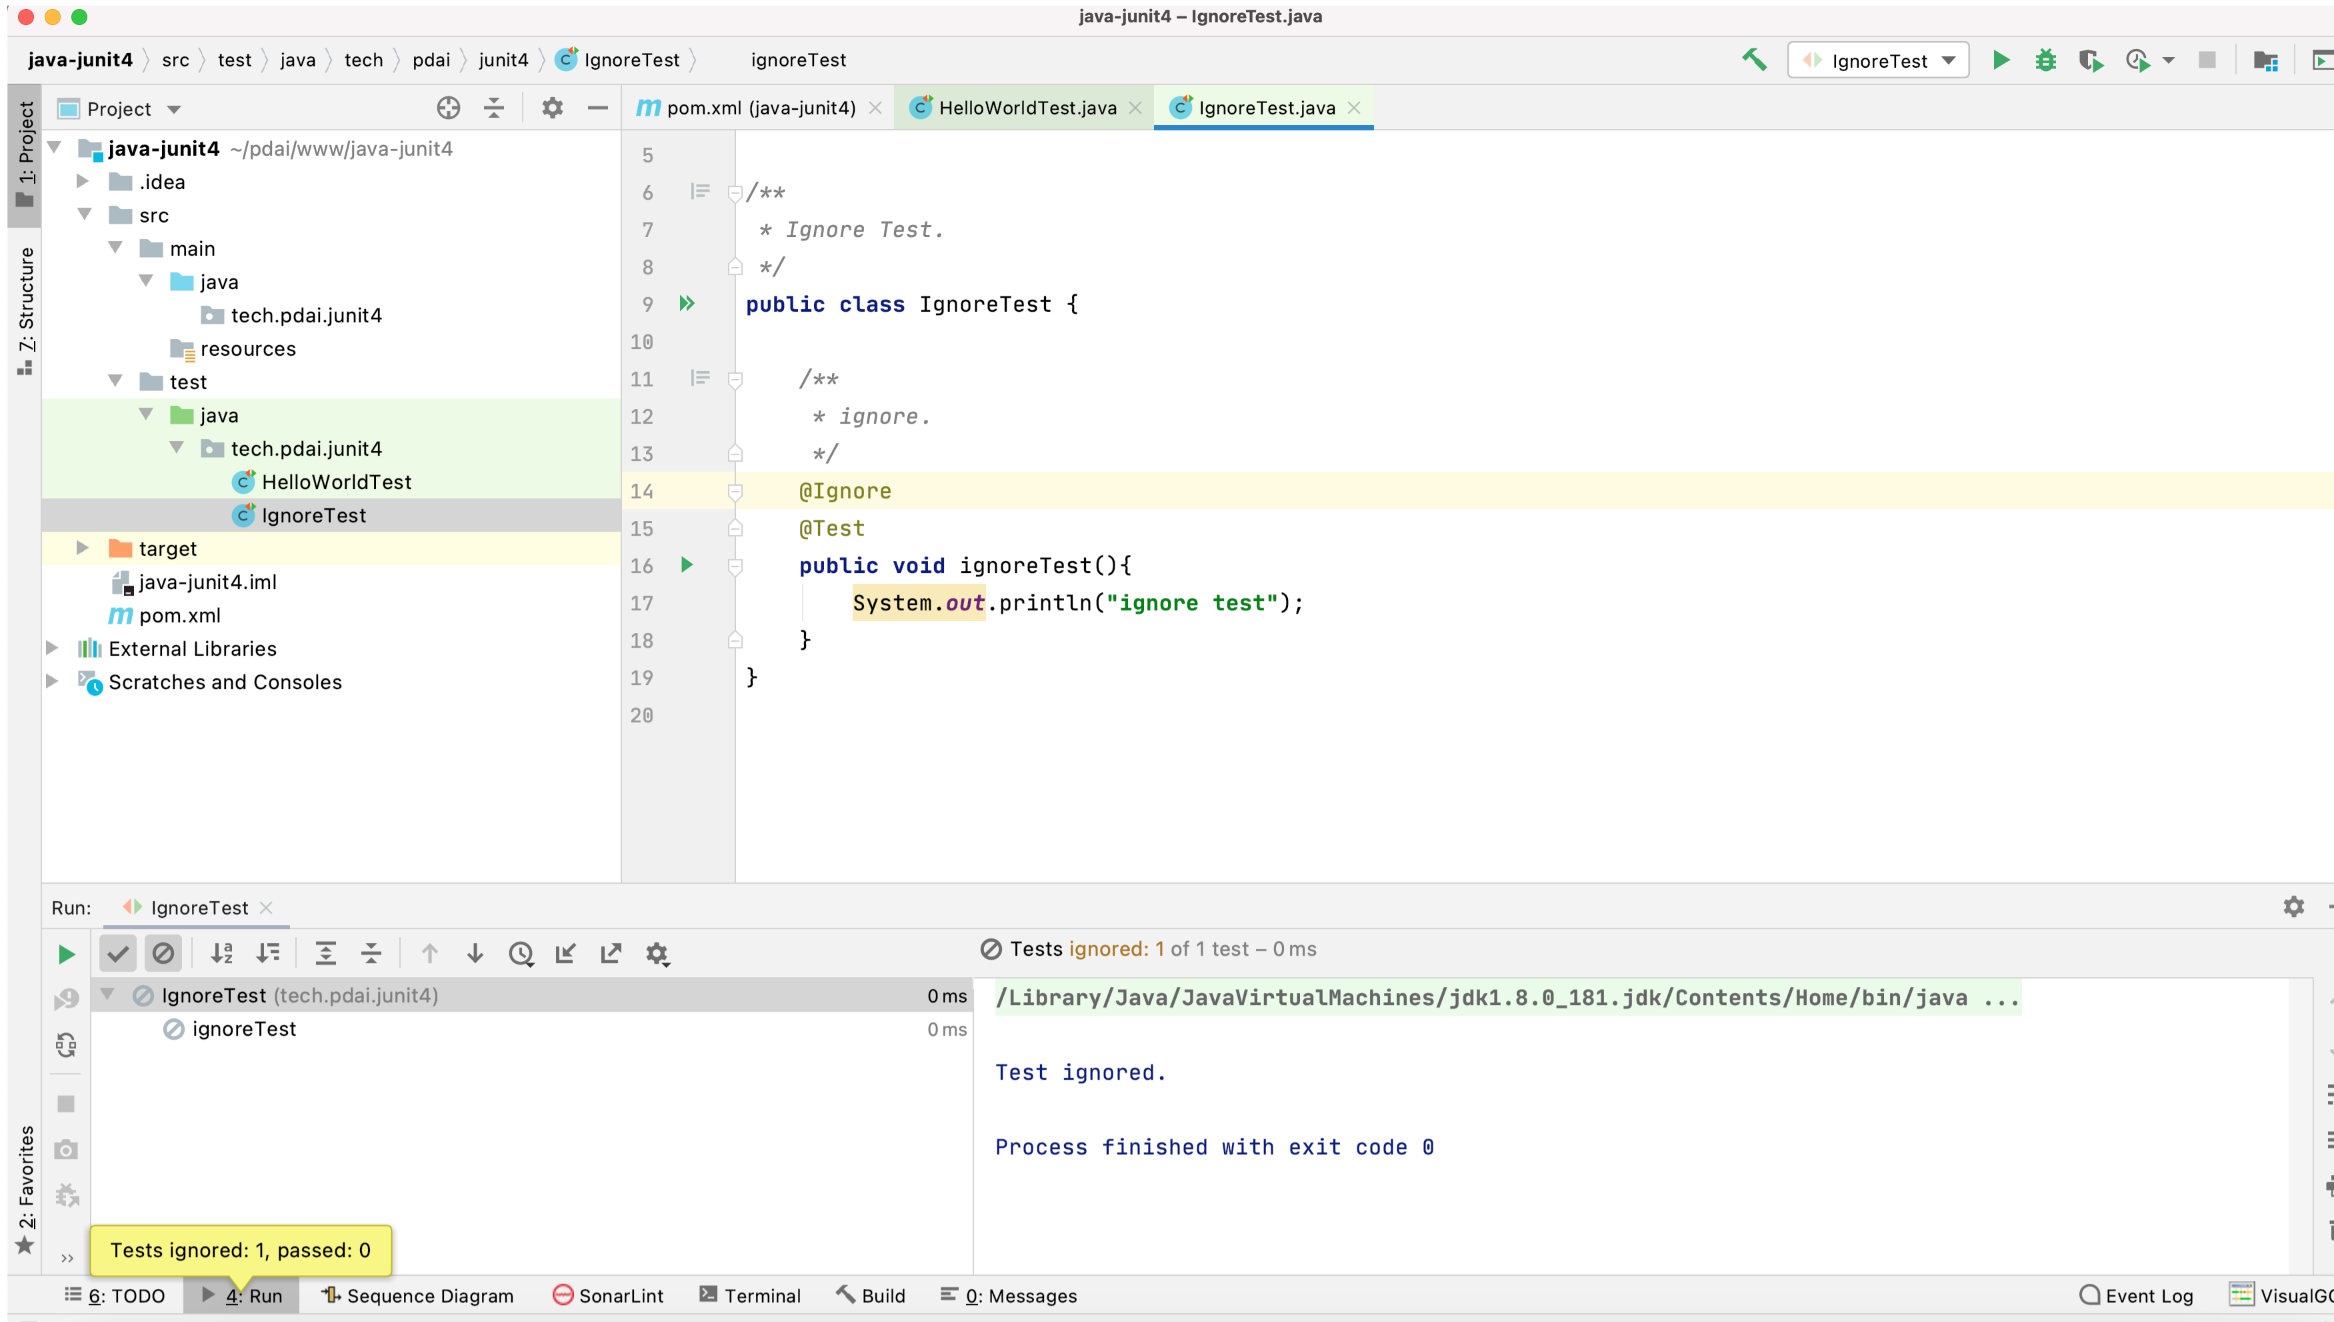 java-junit4 – IgnoreTest.java
java-junit4 src test java tech pdai junit4 IgnoreTest ignoreTest
IgnoreTest
1: Project
Project
pom.xml (java-junit4)
HelloWorldTest.java
IgnoreTest.java
java-junit4 ~/pdai/www/java-junit4
.idea
src
main
java
tech.pdai.junit4
resources
test
java
tech.pdai.junit4
HelloWorldTest
IgnoreTest
target
java-junit4.iml
pom.xml
External Libraries
Scratches and Consoles
Z: Structure
5
6 /**
7 * Ignore Test.
8 */
9 public class IgnoreTest {
10
11 /**
12 * ignore.
13 */
14 @Ignore
15 @Test
16 public void ignoreTest(){
17 System.out.println("ignore test");
18 }
19 }
20
Run: IgnoreTest
Tests ignored: 1 of 1 test – 0 ms
IgnoreTest (tech.pdai.junit4) 0 ms
ignoreTest 0 ms
/Library/Java/JavaVirtualMachines/jdk1.8.0_181.jdk/Contents/Home/bin/java ...
Test ignored.
Process finished with exit code 0
2: Favorites
Tests ignored: 1, passed: 0
6: TODO 4: Run Sequence Diagram SonarLint Terminal Build 0: Messages Event Log